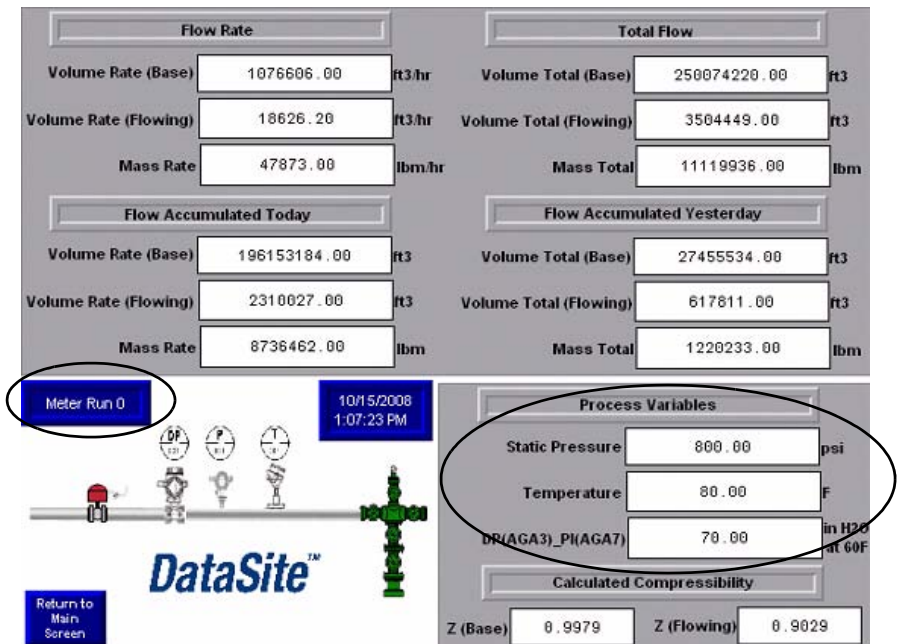 Flow Rate
Volume Rate (Base) 1076606.00 ft3/hr
Volume Rate (Flowing) 18626.20 ft3/hr
Mass Rate 47873.00 lbm/hr
Total Flow
Volume Total (Base) 250074220.00 ft3
Volume Total (Flowing) 3504449.00 ft3
Mass Total 11119936.00 lbm
Flow Accumulated Today
Volume Rate (Base) 196153184.00 ft3
Volume Rate (Flowing) 2310027.00 ft3
Mass Rate 8736462.00 lbm
Flow Accumulated Yesterday
Volume Total (Base) 27455534.00 ft3
Volume Total (Flowing) 617811.00 ft3
Mass Total 1220233.00 lbm
Meter Run 0
10/15/2008
1:07:23 PM
DP
P
T
DataSite™
Return to
Main
Screen
Process Variables
Static Pressure 800.00 psi
Temperature 80.00 F
DP(AGA3)_PI(AGA7) 70.00 in H2O
at 60F
Calculated Compressibility
Z (Base) 0.9979 Z (Flowing) 0.9029